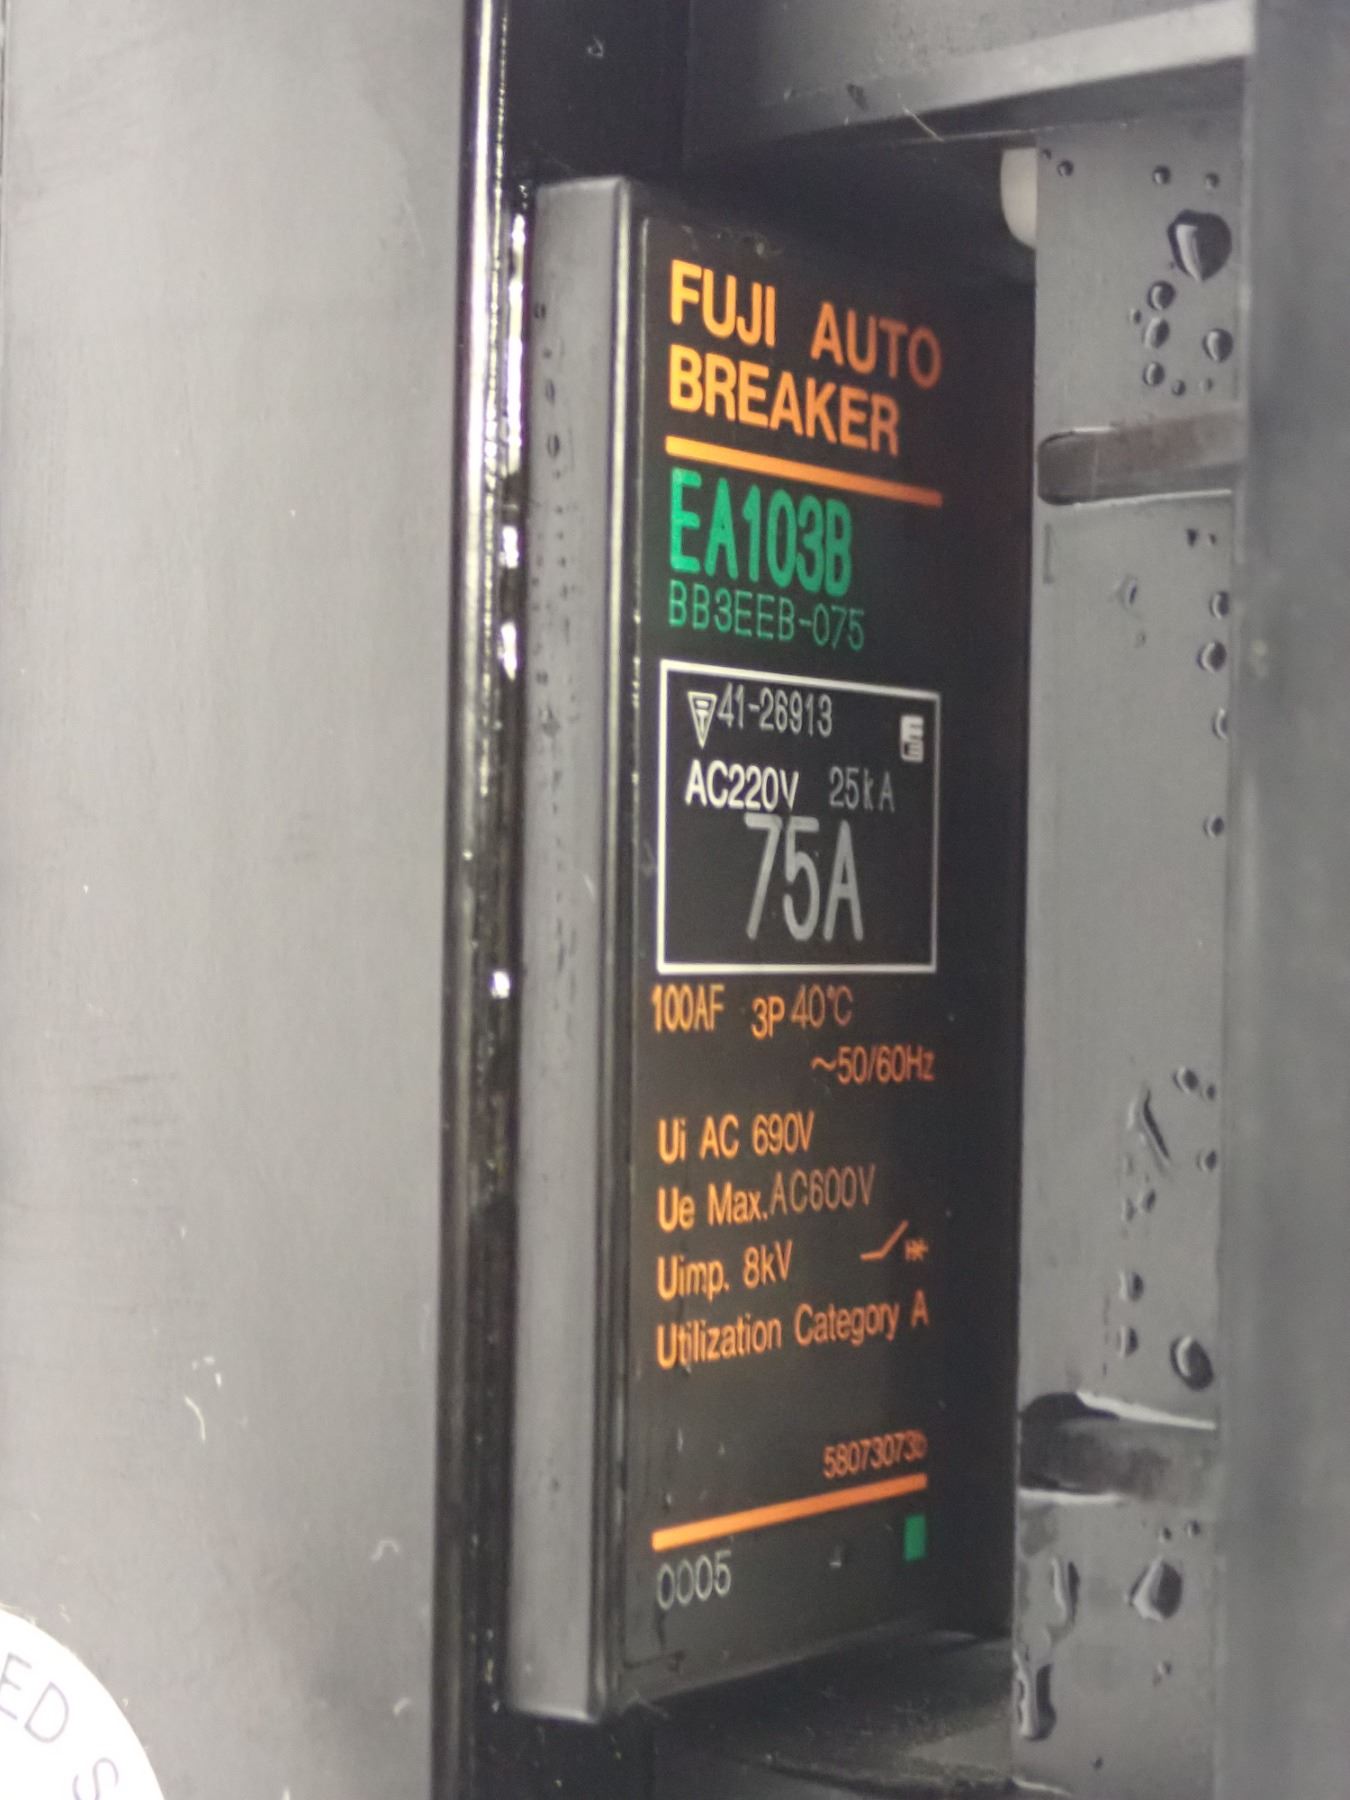 FUJI AUTO
BREAKER
EA103B
BB3EEB-075
41-26913
AC220V 25kA
75A
100AF 3P 40℃
~50/60Hz
Ui AC 690V
Ue Max. AC600V
Uimp. 8kV
Utilization Category A
58073073b
0005
ED S